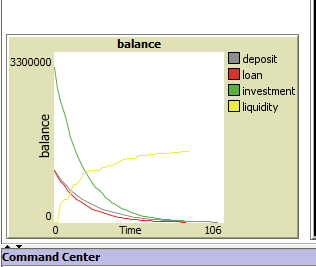 balance
3300000
balance
0
0
Time
106
deposit
loan
investment
liquidity
Command Center